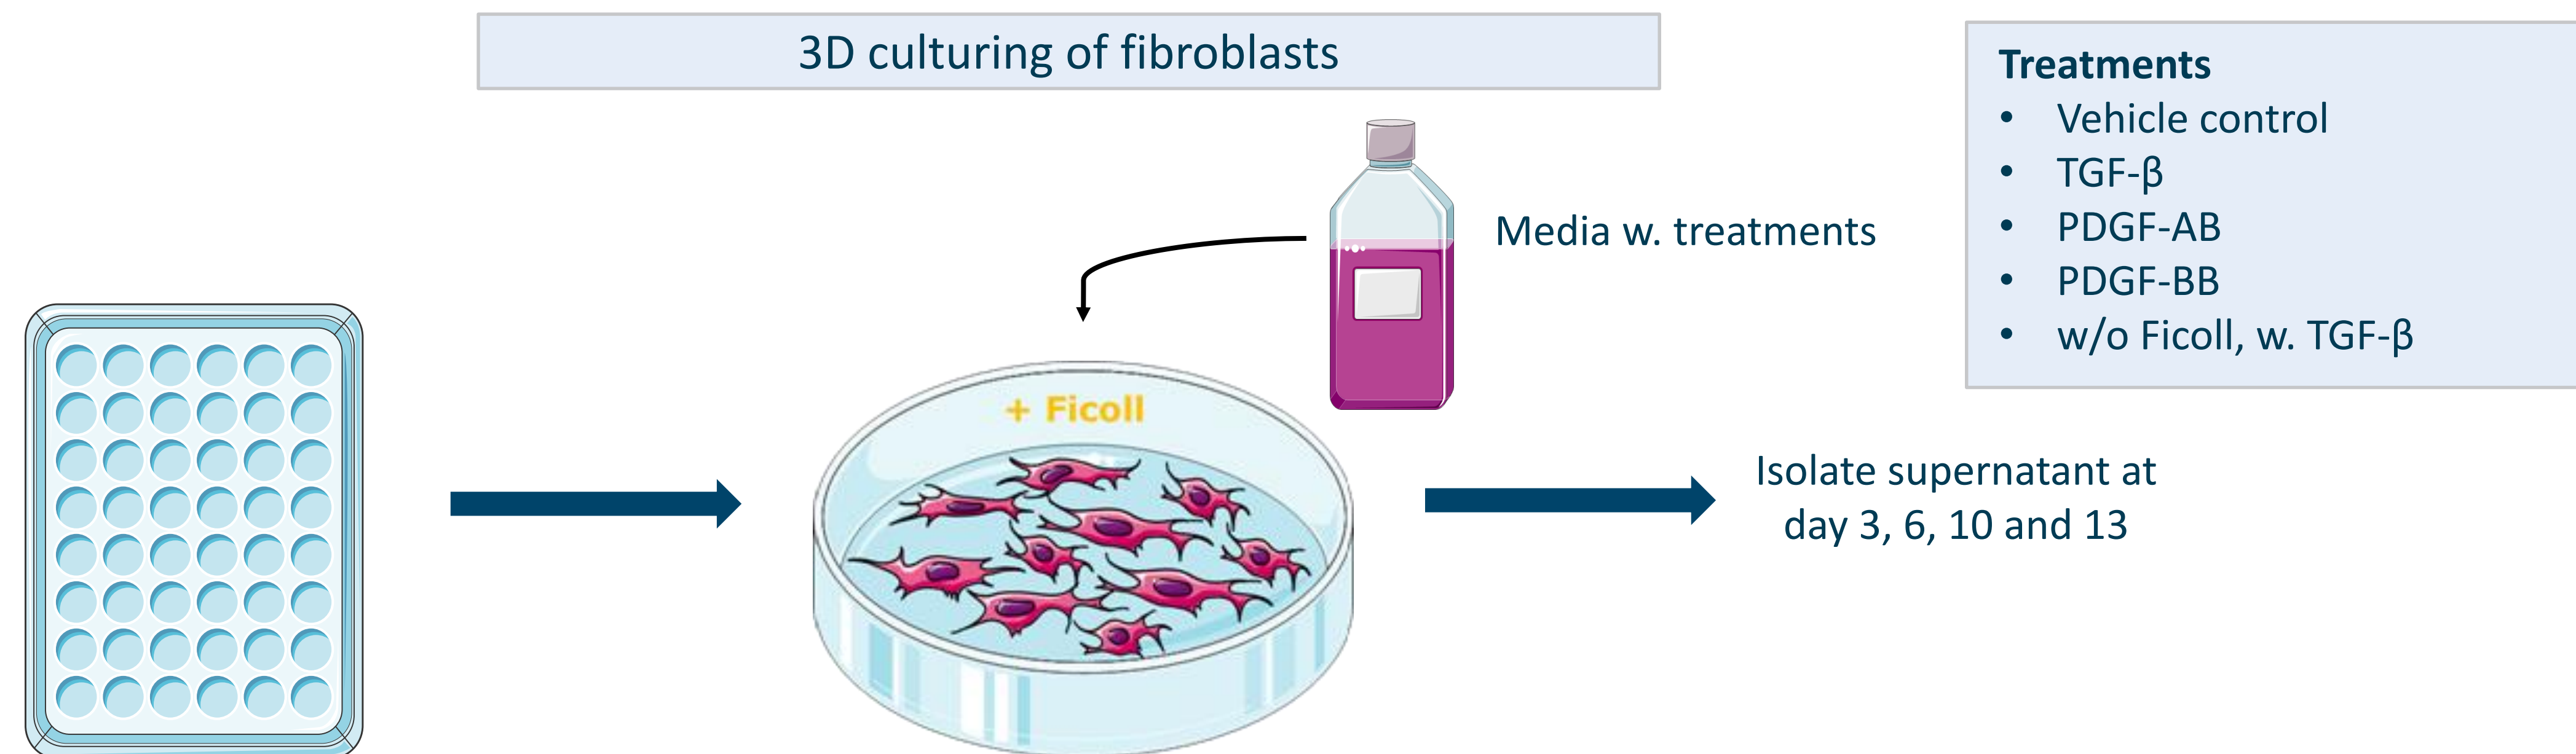 3D culturing of fibroblasts
Treatments
• Vehicle control
• TGF-β
• PDGF-AB
• PDGF-BB
• w/o Ficoll, w. TGF-β
Media w. treatments
+ Ficoll
Isolate supernatant at
day 3, 6, 10 and 13